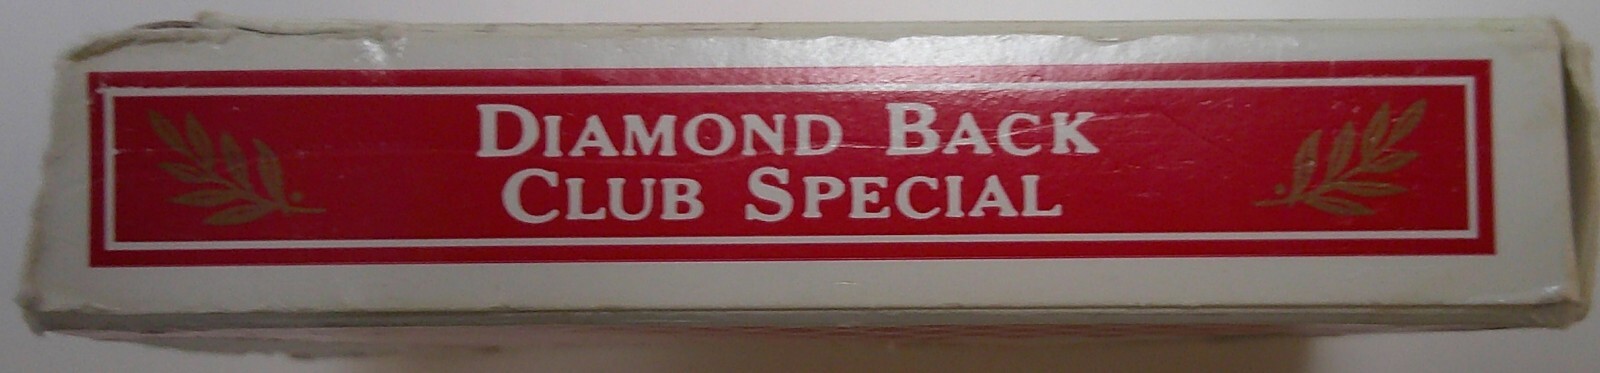 DIAMOND BACK
CLUB SPECIAL